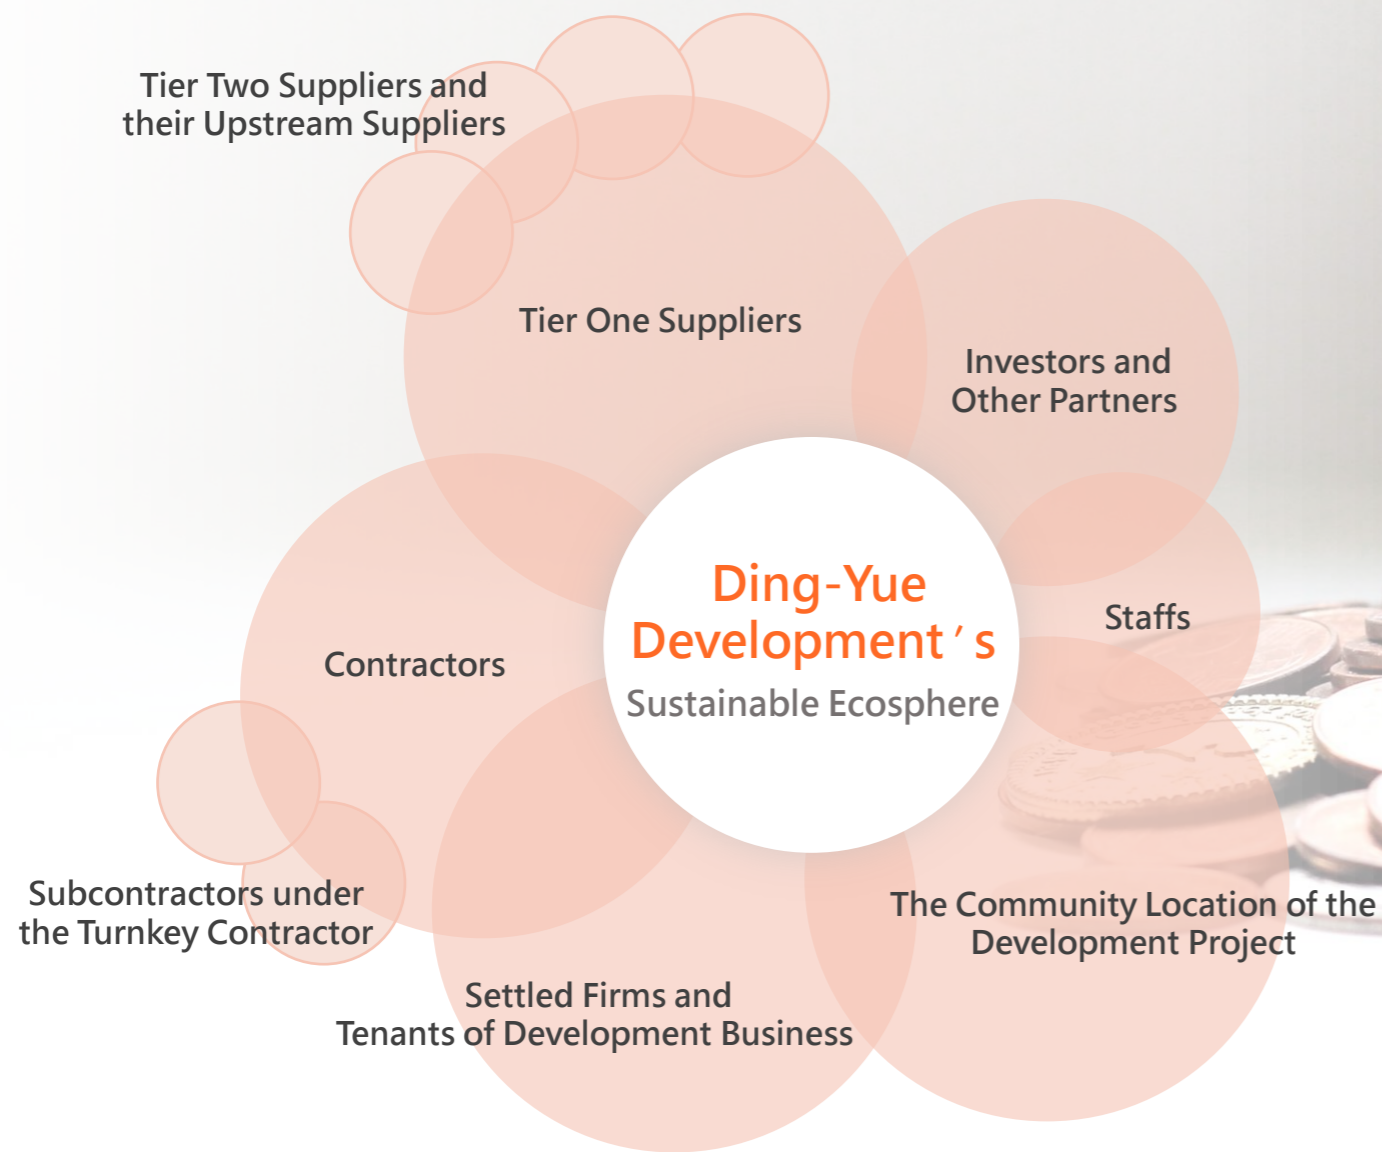 Tier Two Suppliers and
their Upstream Suppliers
Tier One Suppliers
Investors and
Other Partners
Ding-Yue
Development ′ s
Sustainable Ecosphere
Staffs
Contractors
Subcontractors under
the Turnkey Contractor
The Community Location of the
Development Project
Settled Firms and
Tenants of Development Business